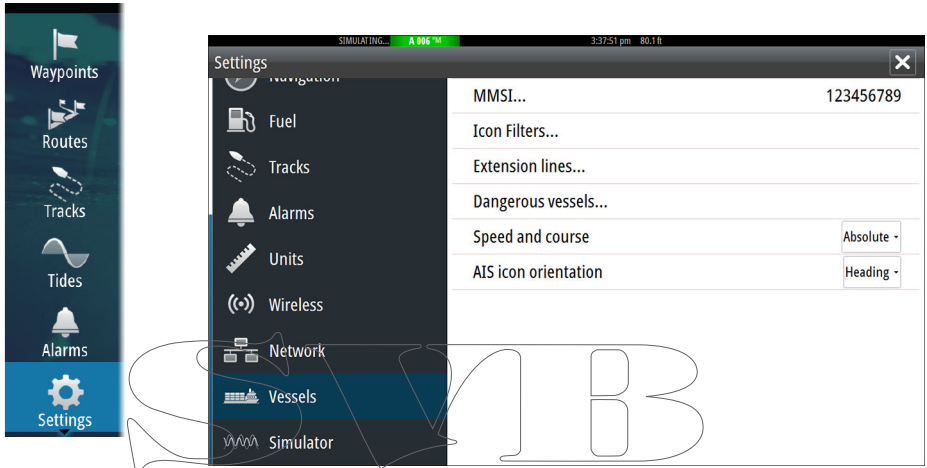 Waypoints
Routes
Tracks
Tides
Alarms
Settings
SIMULATING... A 006 °M 3:37:51 pm 80.1 ft
Settings
Navigation
Fuel
Tracks
Alarms
Units
Wireless
Network
Vessels
Simulator
MMSI... 123456789
Icon Filters...
Extension lines...
Dangerous vessels...
Speed and course Absolute
AIS icon orientation Heading
SVB